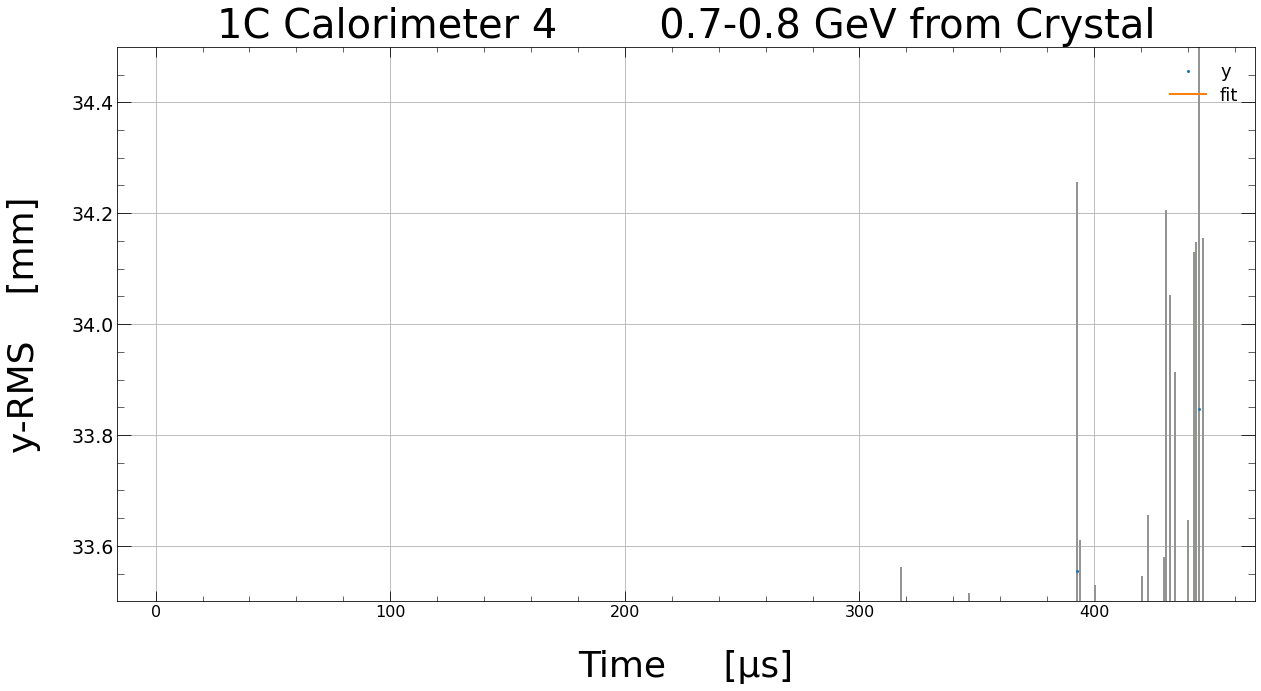 1C Calorimeter 4 0.7-0.8 GeV from Crystal
y
fit
34.4
34.2
34.0
33.8
33.6
y-RMS [mm]
0 100 200 300 400
Time [µs]